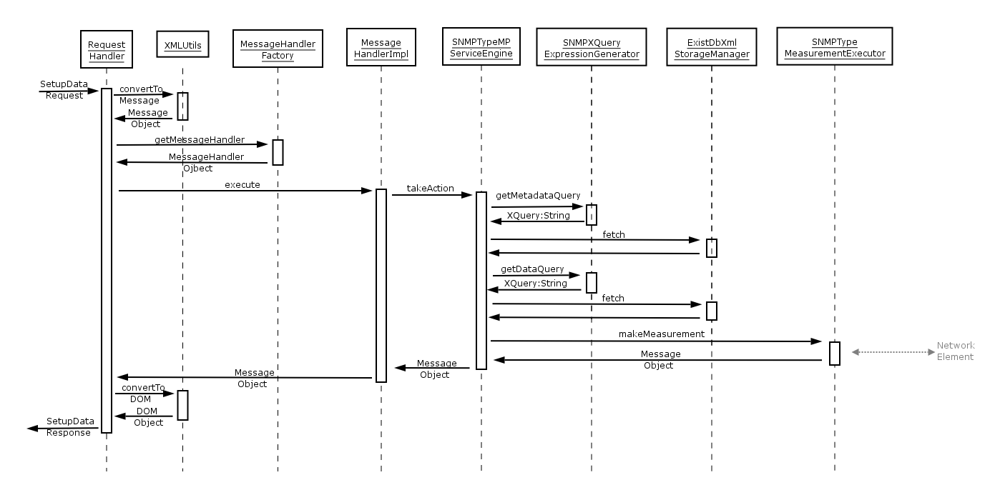 Request
Handler
XMLUtils
MessageHandler
Factory
Message
HandlerImpl
SNMPTypeMP
ServiceEngine
SNMPXQuery
ExpressionGenerator
ExistDbXml
StorageManager
SNMPType
MeasurementExecutor
SetupData
Request
convertTo
Message
Message
Object
getMessageHandler
MessageHandler
Ojbect
execute
takeAction
getMetadataQuery
XQuery:String
fetch
getDataQuery
XQuery:String
fetch
makeMeasurement
Network
Element
Message
Object
Message
Object
Message
Object
convertTo
DOM
DOM
Object
SetupData
Response